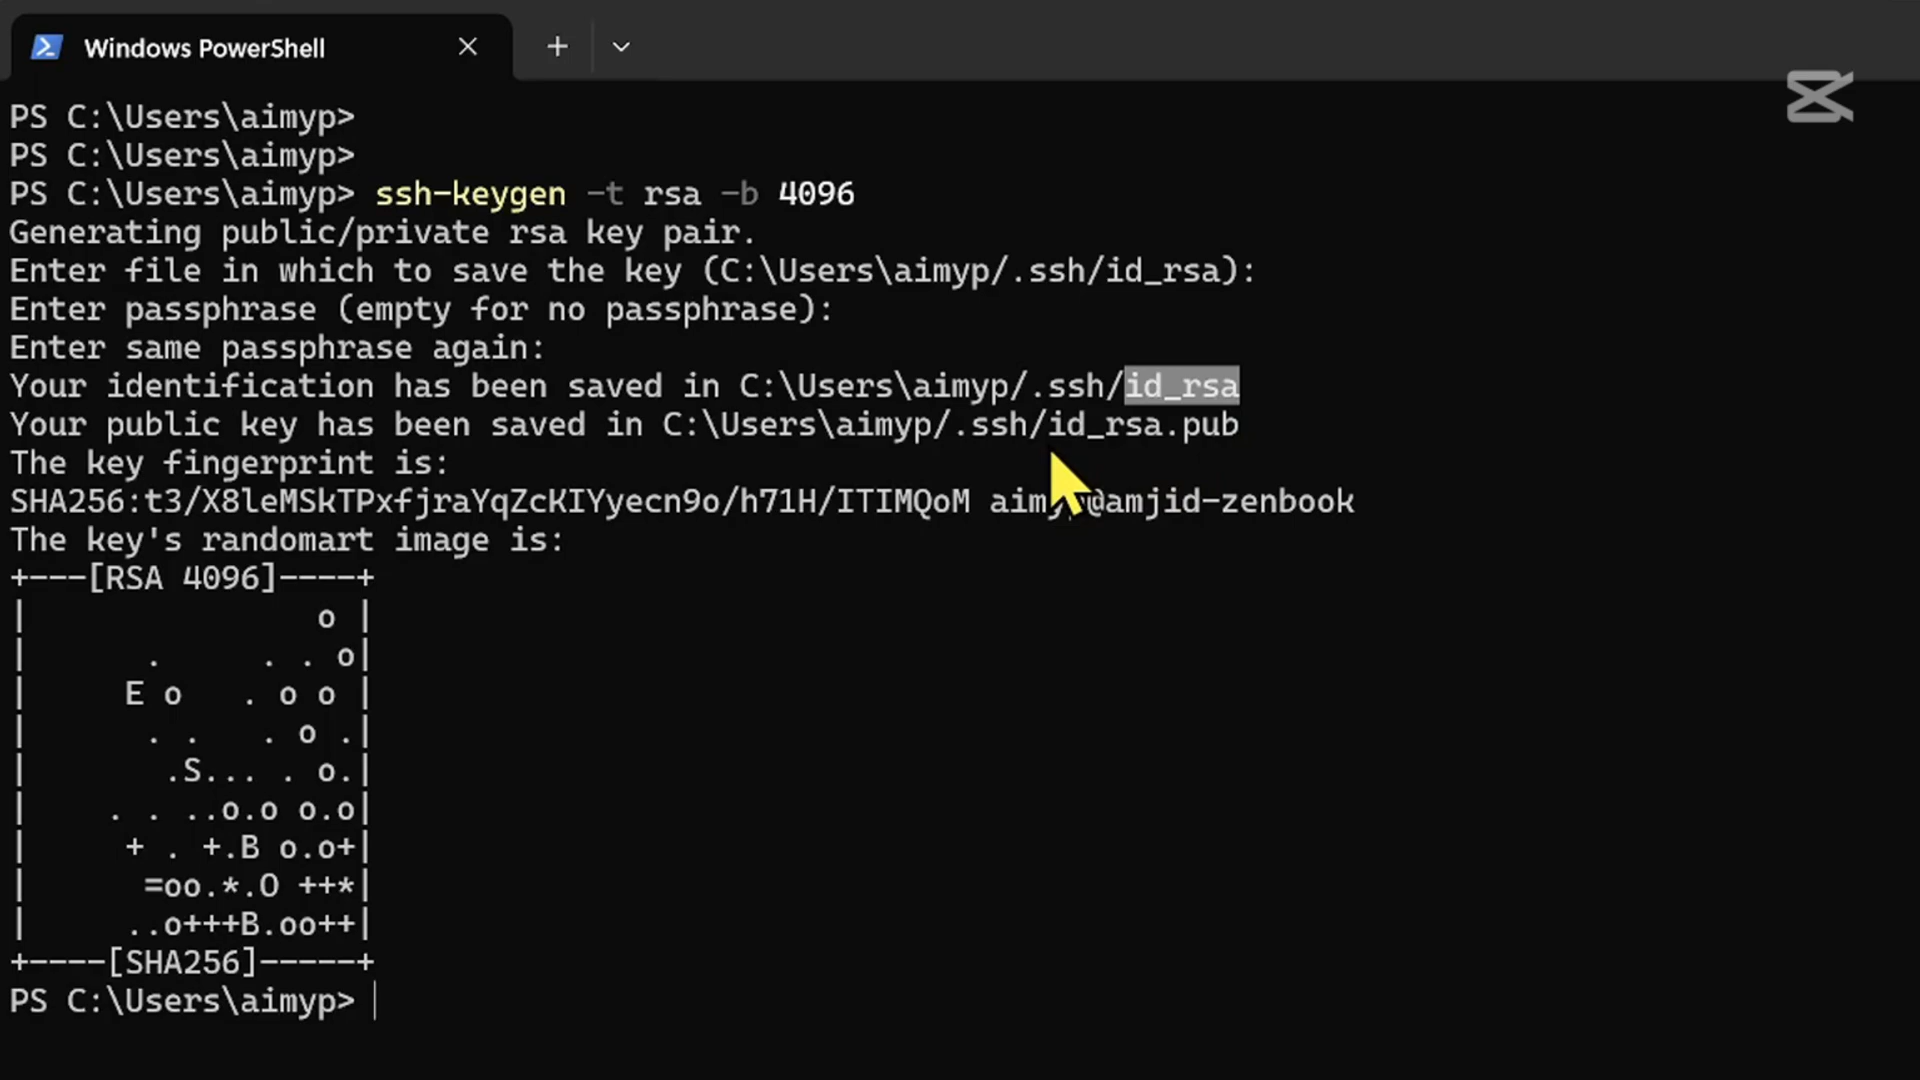 Windows PowerShell
PS C:\Users\aimyp>
PS C:\Users\aimyp>
PS C:\Users\aimyp> ssh-keygen -t rsa -b 4096
Generating public/private rsa key pair.
Enter file in which to save the key (C:\Users\aimyp/.ssh/id_rsa):
Enter passphrase (empty for no passphrase):
Enter same passphrase again:
Your identification has been saved in C:\Users\aimyp/.ssh/id_rsa
Your public key has been saved in C:\Users\aimyp/.ssh/id_rsa.pub
The key fingerprint is:
SHA256:t3/X8leMSkTPxfjraYqZcKIYyecn9o/h71H/ITIMQoM aimyp@amjid-zenbook
The key's randomart image is:
+---[RSA 4096]----+
|               o |
|      .     . . o|
|     E o   . o o |
|      . .   . o .|
|       .S... . o.|
|    . . ..o.o o.o|
|     + . +.B o.o+|
|      =oo.*.O ++*|
|     ..o+++B.oo++|
+----[SHA256]-----+
PS C:\Users\aimyp>